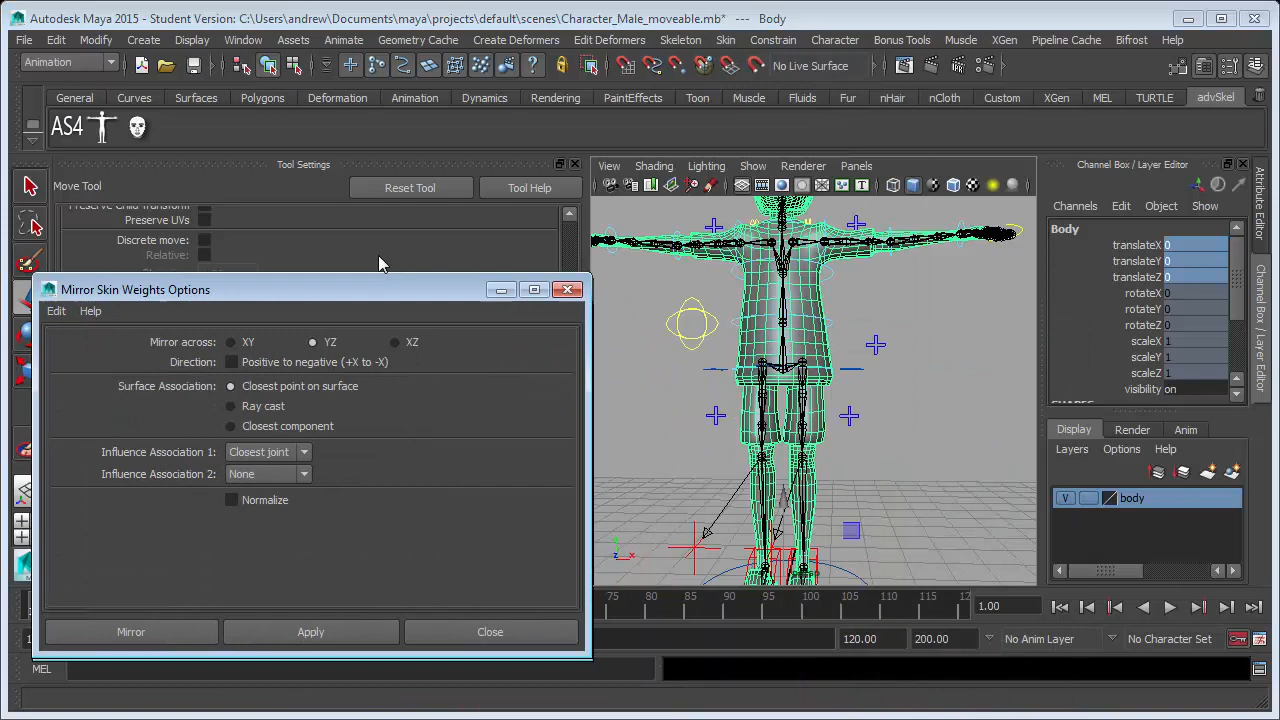 Autodesk Maya 2015 - Student Version: C:\Users\andrew\Documents\maya\projects\default\scenes\Character_Male_moveable.mb* --- Body
File Edit Modify Create Display Window Assets Animate Geometry Cache Create Deformers Edit Deformers Skeleton Skin Constrain Character Bonus Tools Muscle XGen Pipeline Cache Bifrost Help
Animation No Live Surface
General Curves Surfaces Polygons Deformation Animation Dynamics Rendering PaintEffects Toon Muscle Fluids Fur nHair nCloth Custom XGen MEL TURTLE advSkel
AS4
Tool Settings
Move Tool Reset Tool Tool Help
Preserve Child Transform
Preserve UVs
Discrete move:
Relative:
Mirror Skin Weights Options
Edit Help
Mirror across: XY YZ XZ
Direction: Positive to negative (+X to -X)
Surface Association: Closest point on surface
Ray cast
Closest component
Influence Association 1: Closest joint
Influence Association 2: None
Normalize
Mirror Apply Close
View Shading Lighting Show Renderer Panels
z x
Channel Box / Layer Editor
Channels Edit Object Show
Body
translateX 0
translateY 0
translateZ 0
rotateX 0
rotateY 0
rotateZ 0
scaleX 1
scaleY 1
scaleZ 1
visibility on
Display Render Anim
Layers Options Help
V body
Attribute Editor
Channel Box / Layer Editor
75 80 85 90 95 100 105 110 115 12
1.00
120.00 200.00 No Anim Layer No Character Set
MEL